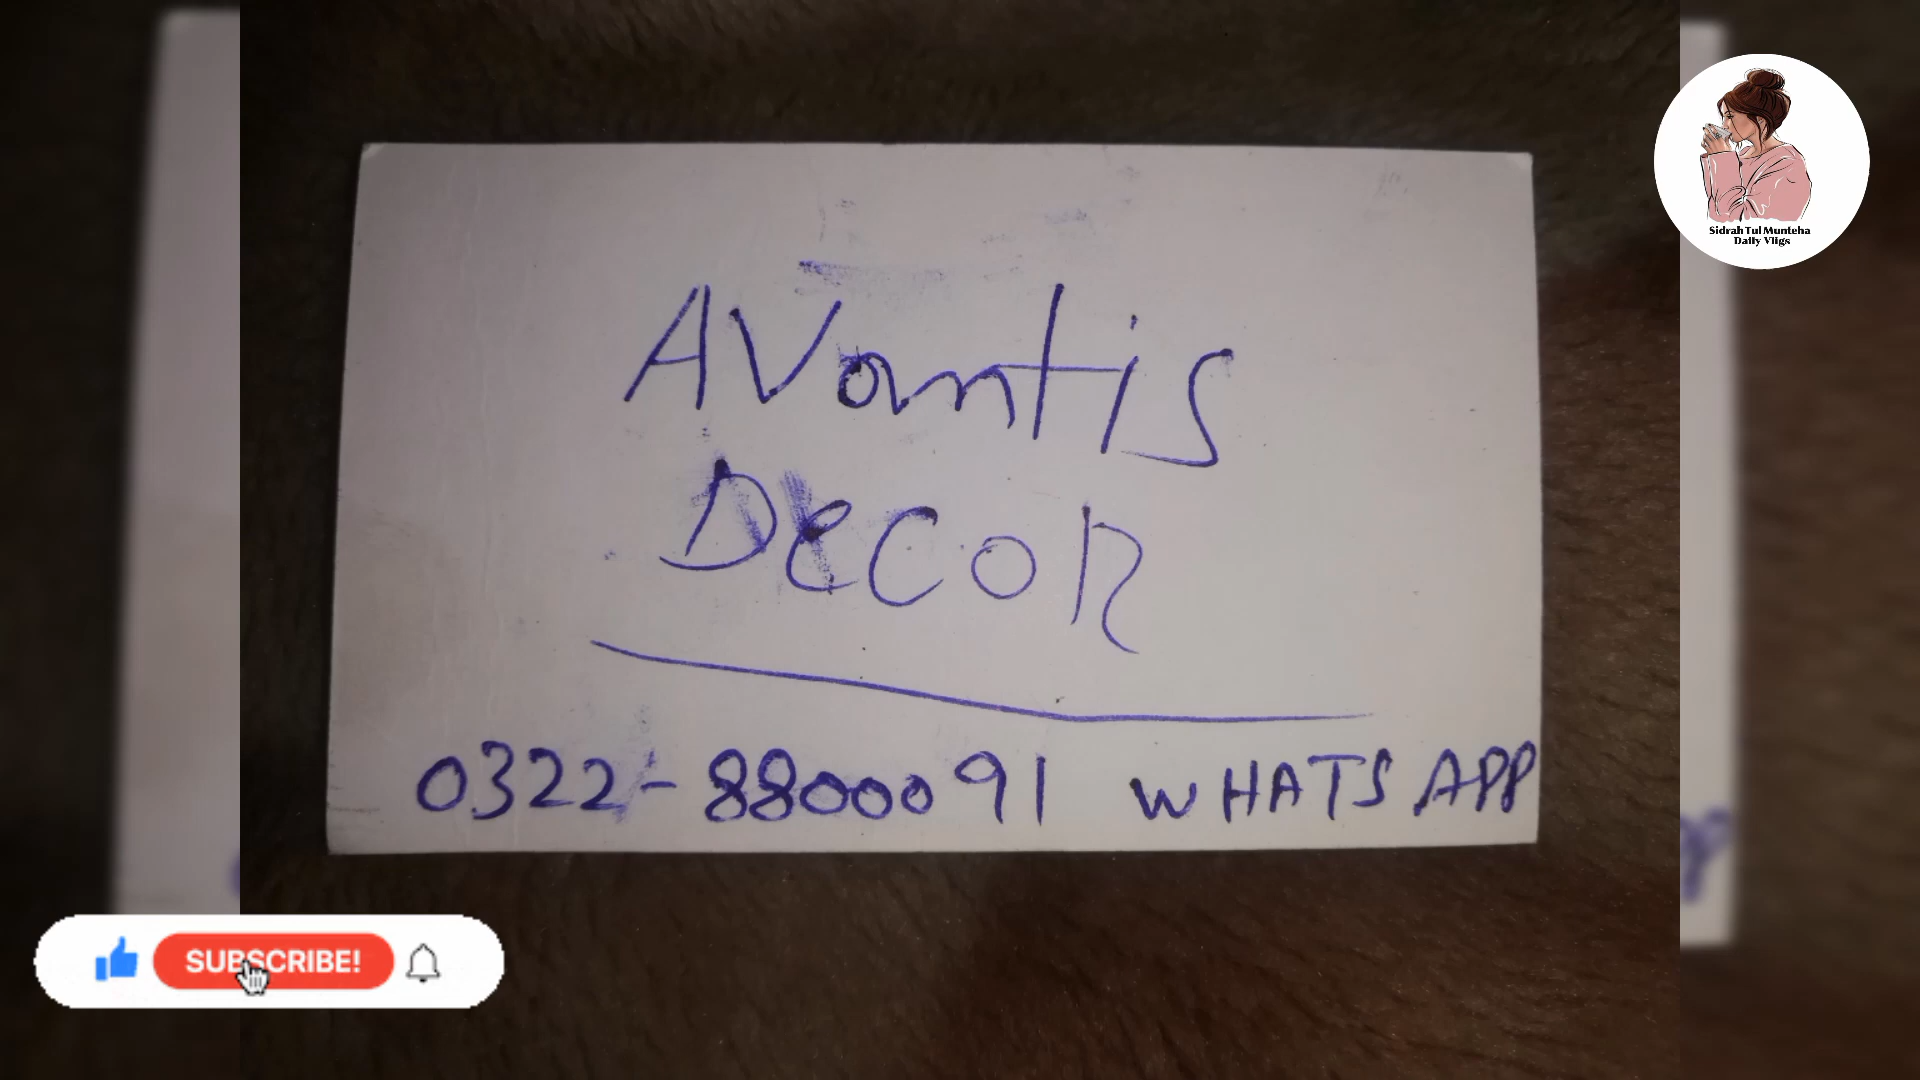 AVantis
DECOR
0322-8800091 WHATS APP
Sidrah Tul Munteha
Daily Vligs
SUBSCRIBE!